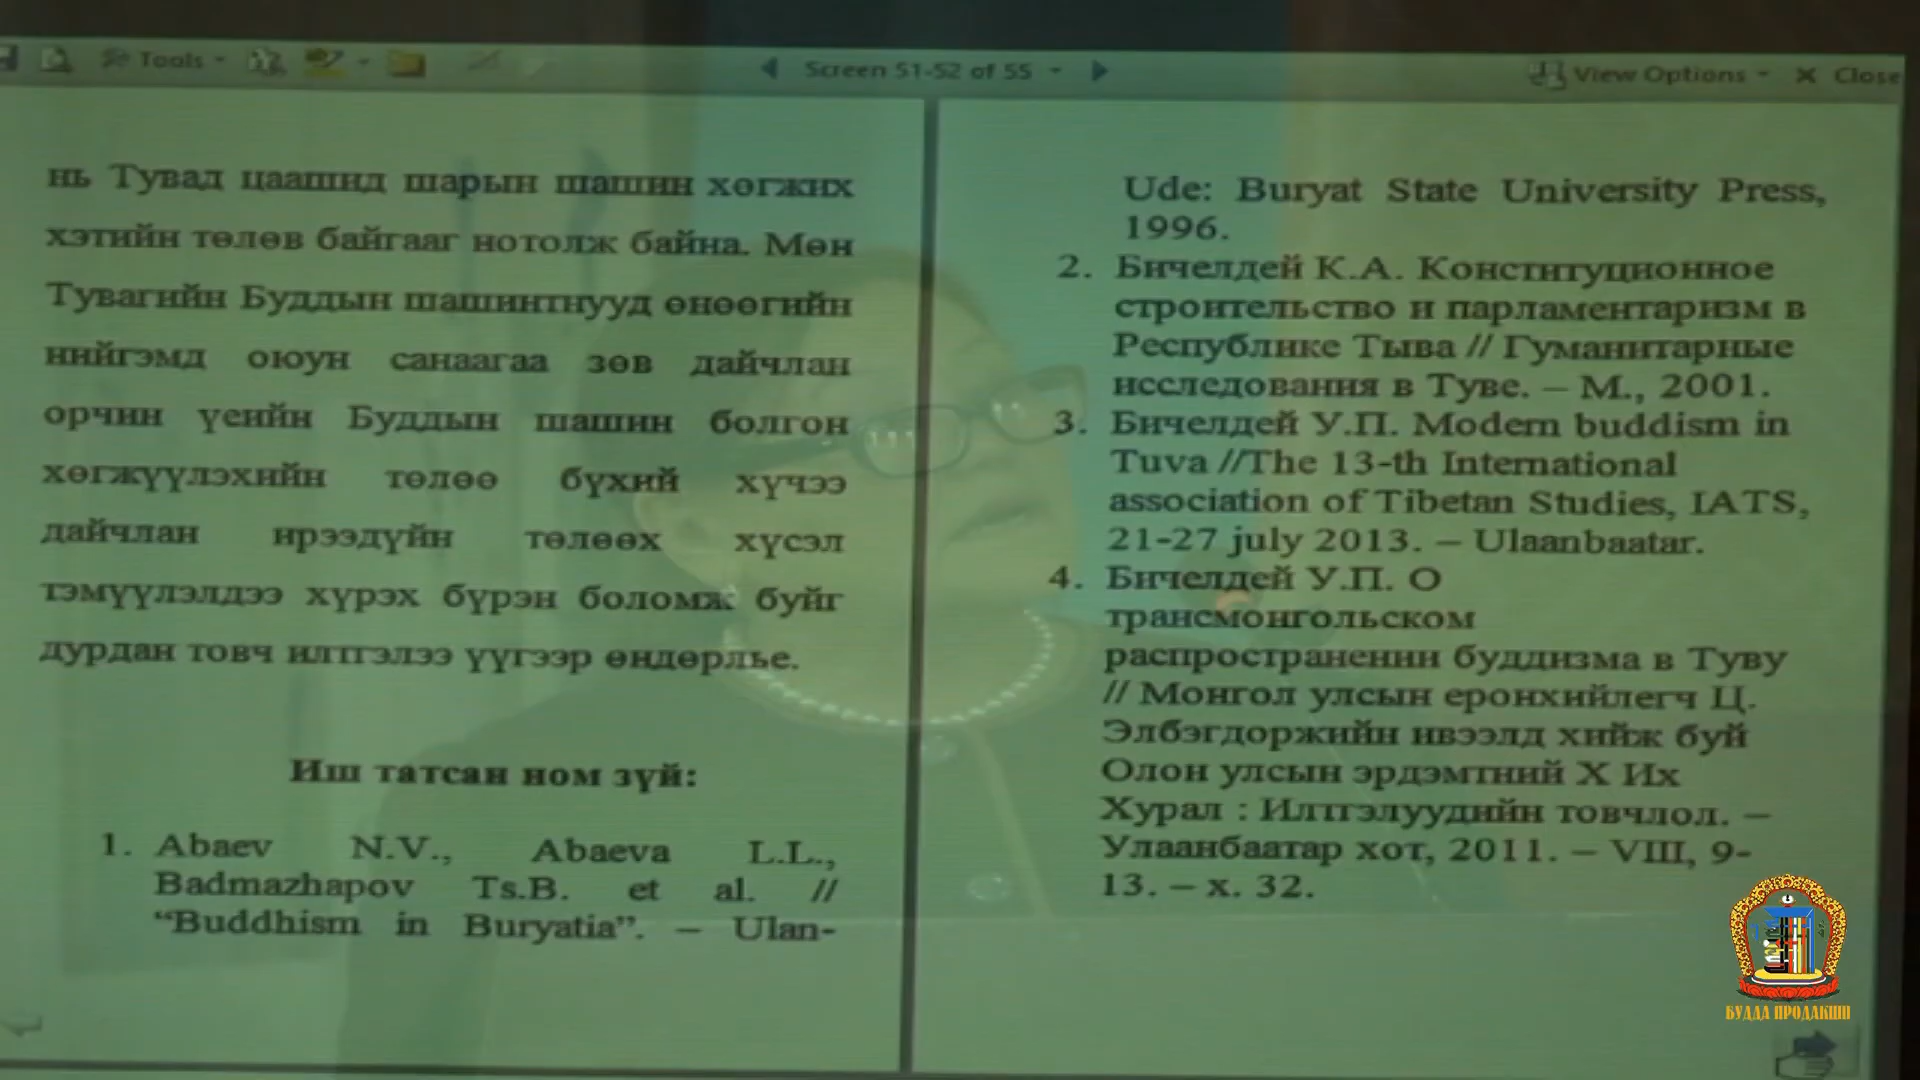 Tools
Screen 51-52 of 55
View Options
Close
нь Тувад цаашид шарын шашин хөгжих
хэтийн төлөв байгааг нотолж байна. Мөн
Тувагийн Буддын шашинтнууд өнөөгийн
нийгэмд оюун санаагаа зөв дайчлан
орчин үеийн Буддын шашин болгон
хөгжүүлэхийн төлөө бүхий хүчээ
дайчлан ирээдүйн төлөөх хүсэл
тэмүүлэлдээ хүрэх бүрэн боломж буйг
дурдан товч илтгэлээ үүгээр өндөрлье.
Иш татсан ном зүй:
1. Abaev N.V., Abaeva L.L.,
Badmazhapov Ts.B. et al. //
“Buddhism in Buryatia”. – Ulan-
Ude: Buryat State University Press,
1996.
2. Бичелдей К.А. Конституционное
строительство и парламентаризм в
Республике Тыва // Гуманитарные
исследования в Туве. – М., 2001.
3. Бичелдей У.П. Modern buddism in
Tuva //The 13-th International
association of Tibetan Studies, IATS,
21-27 july 2013. – Ulaanbaatar.
4. Бичелдей У.П. О
трансмонгольском
распространении буддизма в Туву
// Монгол улсын еронхийлегч Ц.
Элбэгдоржийн ивээлд хийж буй
Олон улсын эрдэмтний X Их
Хурал : Илтгэлуудийн товчлол. –
Улаанбаатар хот, 2011. – VIII, 9-
13. – х. 32.
БУДДА ПРОДАКШН